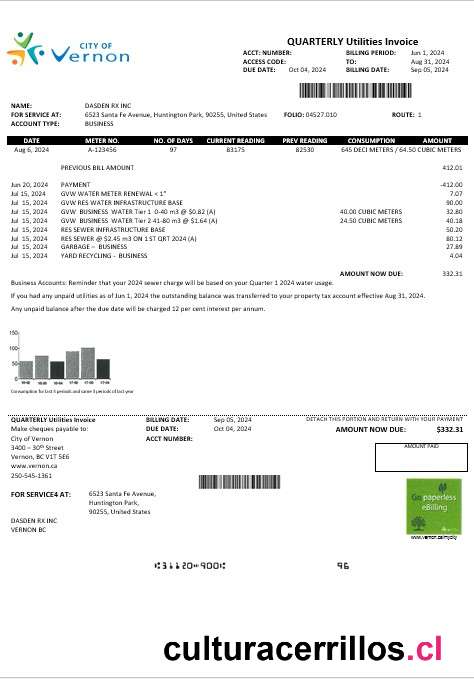 CITY OF
Vernon
QUARTERLY Utilities Invoice
ACCT: NUMBER: BILLING PERIOD: Jun 1, 2024
ACCESS CODE: TO: Aug 31, 2024
DUE DATE: Oct 04, 2024 BILLING DATE: Sep 05, 2024
NAME: DASDEN RX INC
FOR SERVICE AT: 6523 Santa Fe Avenue, Huntington Park, 90255, United States FOLIO: 04527.010 ROUTE: 1
ACCOUNT TYPE: BUSINESS
DATE METER NO. NO. OF DAYS CURRENT READING PREV READING CONSUMPTION AMOUNT
Aug 6, 2024 A-123456 97 83175 82530 645 DECI METERS / 64.50 CUBIC METERS
PREVIOUS BILL AMOUNT 412.01
Jun 20, 2024 PAYMENT -412.00
Jul 15, 2024 GVW WATER METER RENEWAL < 1" 7.07
Jul 15, 2024 GVW RES WATER INFRASTRUCTURE BASE 90.00
Jul 15, 2024 GVW BUSINESS WATER Tier 1 0-40 m3 @ $0.82 (A) 40.00 CUBIC METERS 32.80
Jul 15, 2024 GVW BUSINESS WATER Tier 2 41-80 m3 @ $1.64 (A) 24.50 CUBIC METERS 40.18
Jul 15, 2024 RES SEWER INFRASTRUCTURE BASE 50.20
Jul 15, 2024 RES SEWER @ $2.45 m3 ON 1 ST QRT 2024 (A) 80.12
Jul 15, 2024 GARBAGE – BUSINESS 27.89
Jul 15, 2024 YARD RECYCLING - BUSINESS 4.04
AMOUNT NOW DUE: 332.31
Business Accounts: Reminder that your 2024 sewer charge will be based on your Quarter 1 2024 water usage.
If you had any unpaid utilities as of Jun 1, 2024 the outstanding balance was transferred to your property tax account effective Aug 31, 2024.
Any unpaid balance after the due date will be charged 12 per cent interest per annum.
150
100
50
0
Consumption for last 5 periods and same 3 periods of last year
QUARTERLY Utilities Invoice BILLING DATE: Sep 05, 2024 DETACH THIS PORTION AND RETURN WITH YOUR PAYMENT
Make cheques payable to: DUE DATE: Oct 04, 2024 AMOUNT NOW DUE: $332.31
City of Vernon ACCT NUMBER:
3400 – 30th Street AMOUNT PAID
Vernon, BC V1T 5E6
www.vernon.ca
250-545-1361
FOR SERVICE4 AT: 6523 Santa Fe Avenue,
Huntington Park,
90255, United States
Go paperless
eBilling
DASDEN RX INC
VERNON BC
www.vernon.ca/mycity
96
culturacerrillos.cl